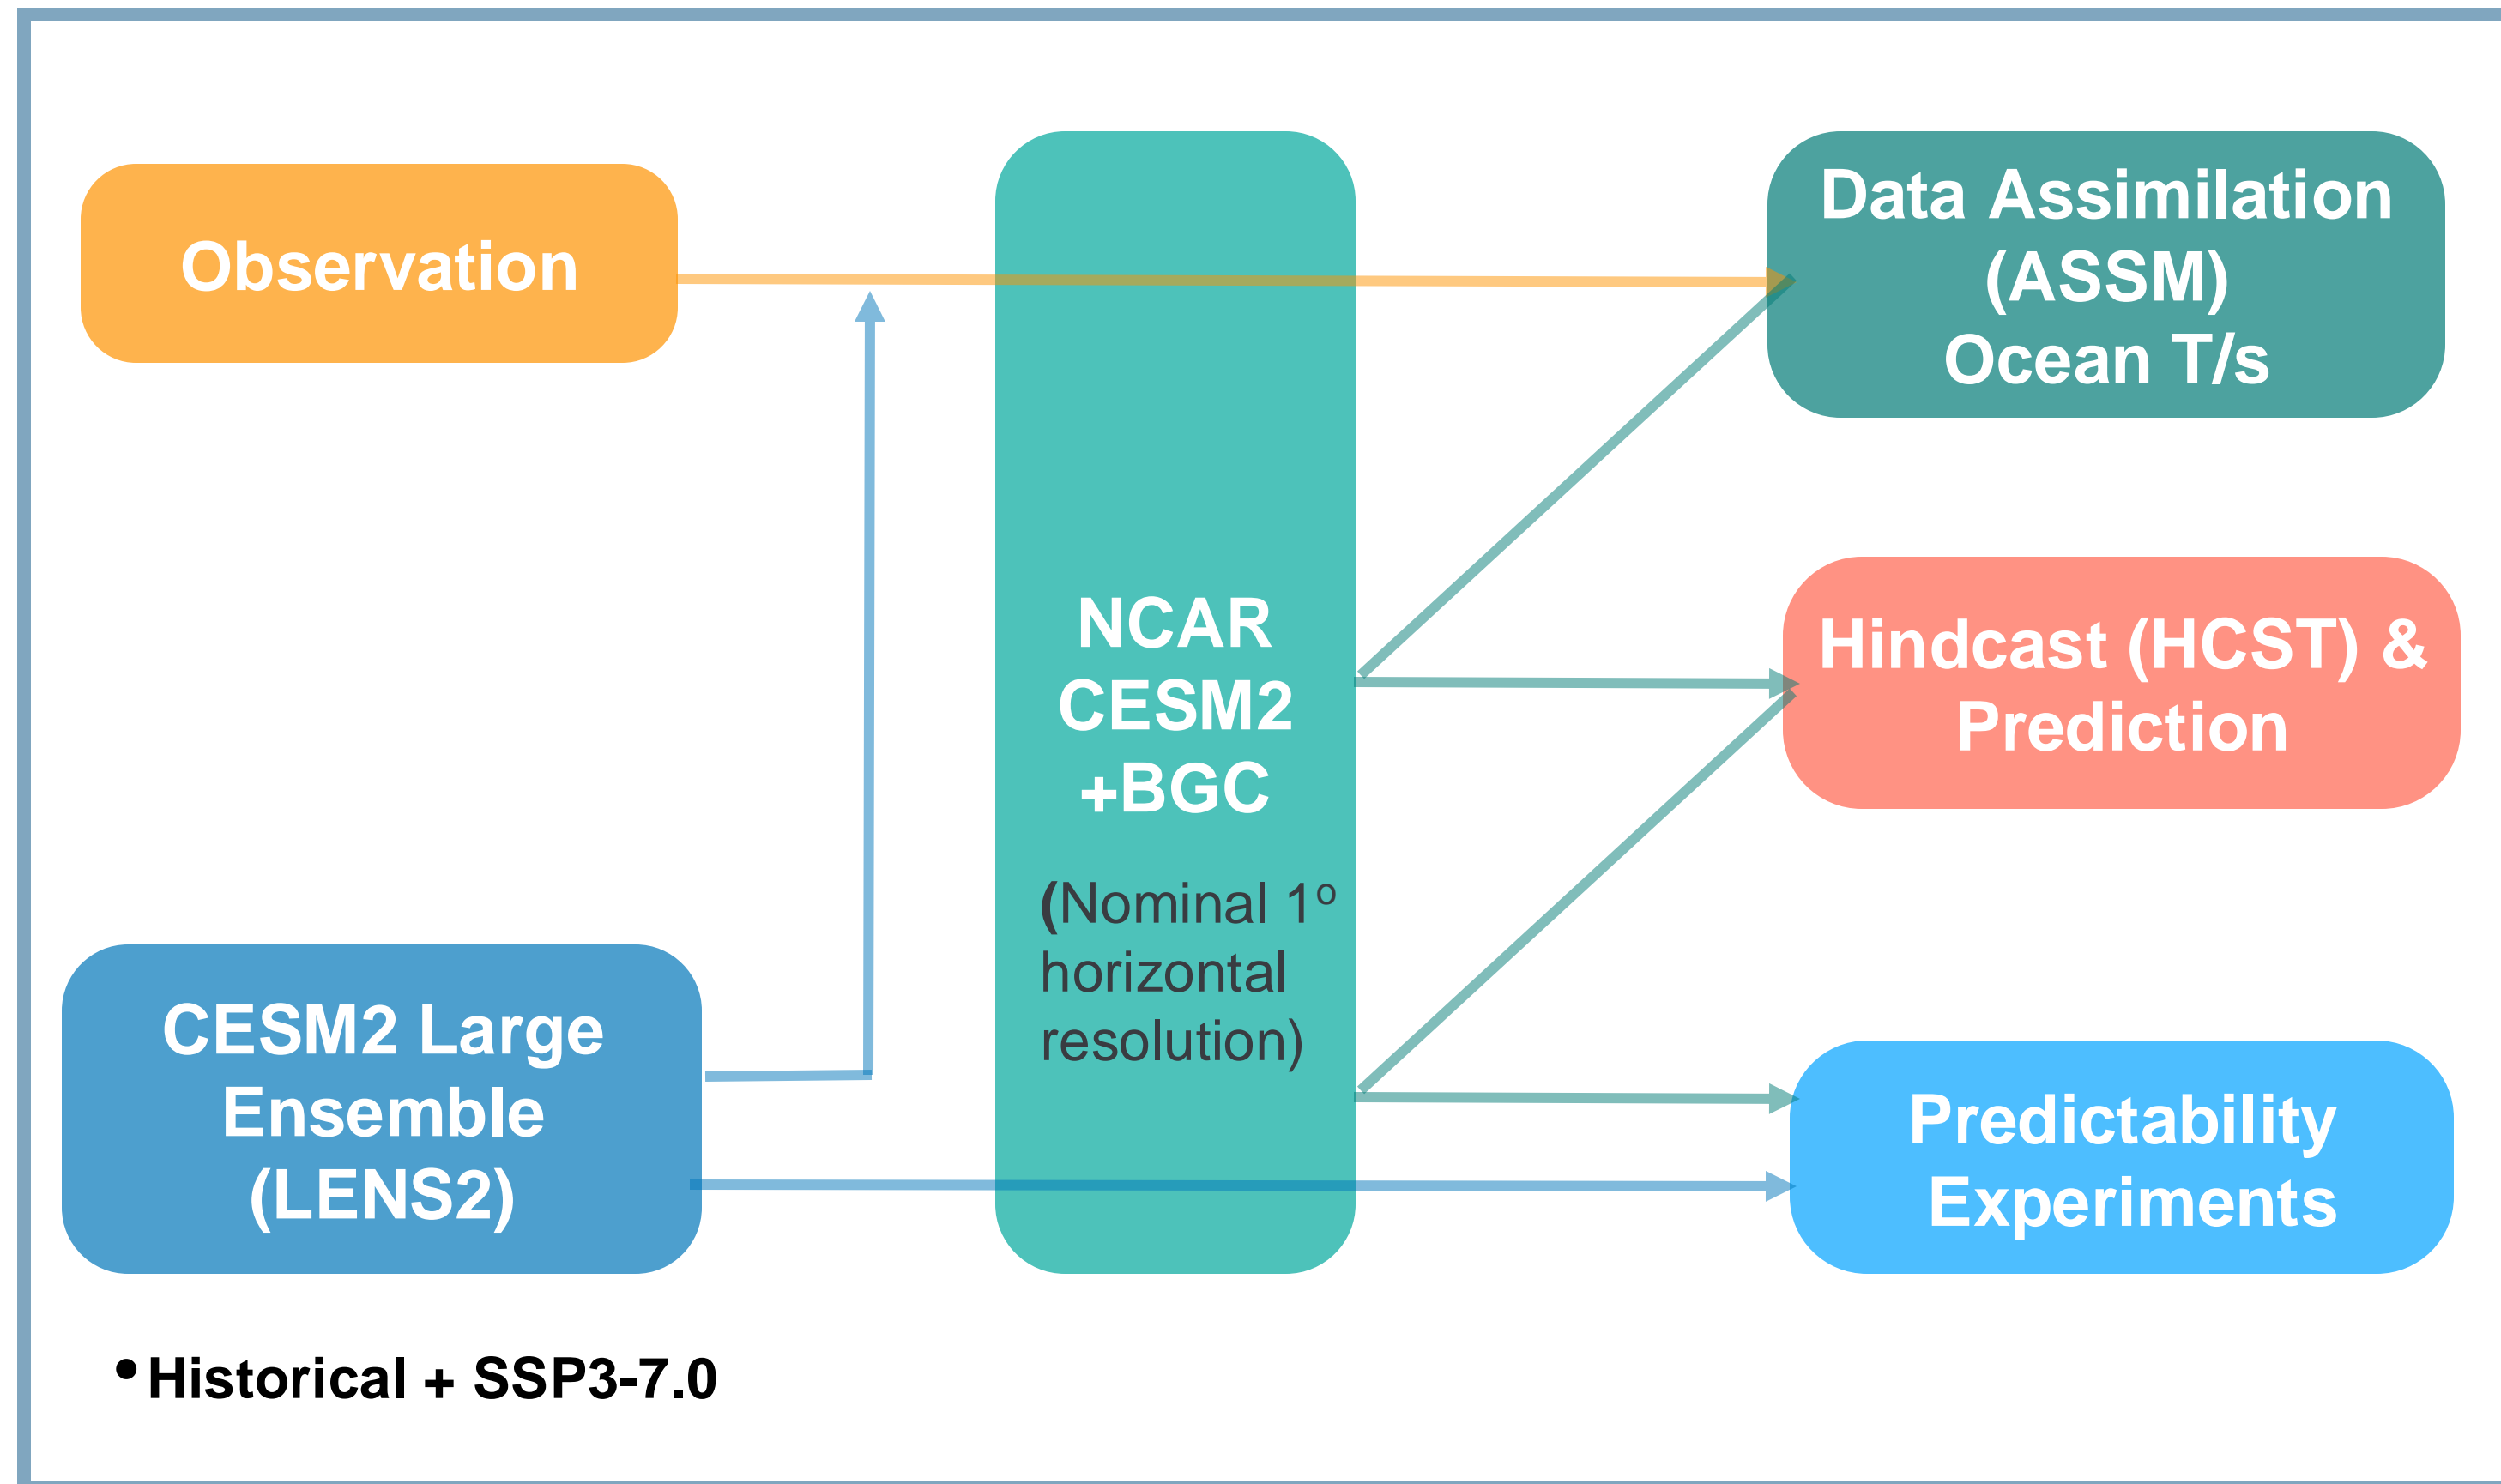 Observation
CESM2 Large
Ensemble
(LENS2)
• Historical + SSP3-7.0
NCAR
CESM2
+BGC
(Nominal 1º
horizontal
resolution)
Data Assimilation
(ASSM)
Ocean T/s
Hindcast (HCST) &
Prediction
Predictability
Experiments